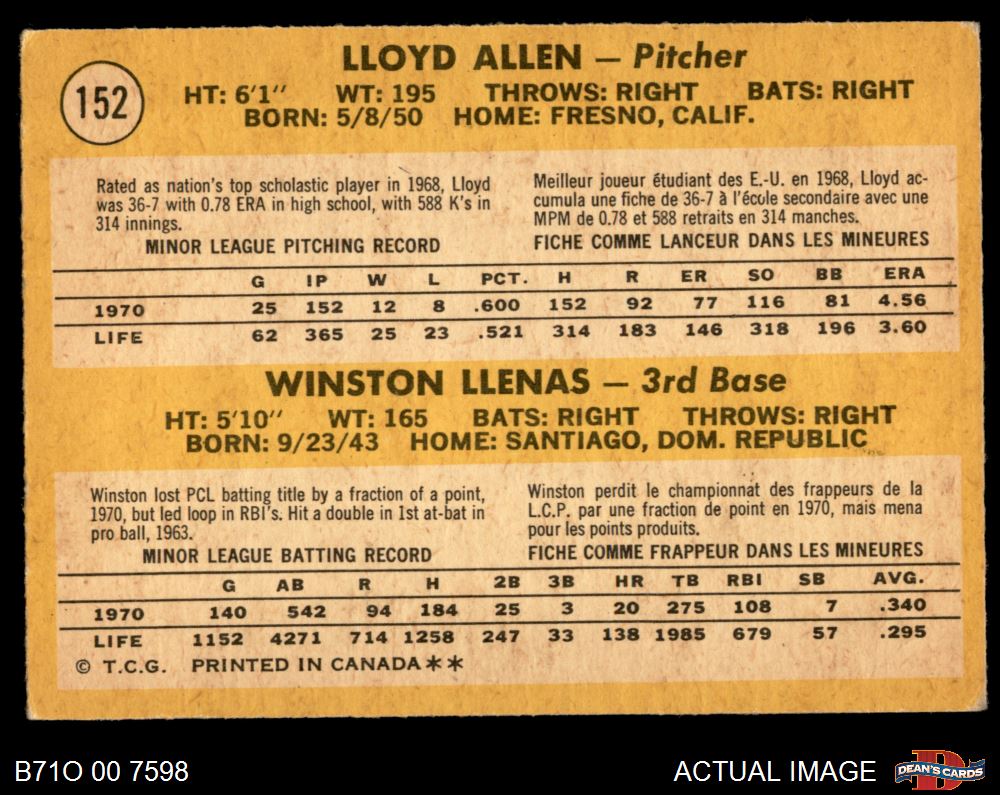 LLOYD ALLEN — Pitcher
152
HT: 6'1" WT: 195 THROWS: RIGHT BATS: RIGHT
BORN: 5/8/50 HOME: FRESNO, CALIF.
Rated as nation's top scholastic player in 1968, Lloyd
was 36-7 with 0.78 ERA in high school, with 588 K's in
314 innings.
MINOR LEAGUE PITCHING RECORD
Meilleur joueur étudiant des E.-U. en 1968, Lloyd ac-
cumula une fiche de 36-7 à l'école secondaire avec une
MPM de 0.78 et 588 retraits en 314 manches.
FICHE COMME LANCEUR DANS LES MINEURES
G IP W L PCT. H R ER SO BB ERA
1970 25 152 12 8 .600 152 92 77 116 81 4.56
LIFE 62 365 25 23 .521 314 183 146 318 196 3.60
WINSTON LLENAS — 3rd Base
HT: 5'10" WT: 165 BATS: RIGHT THROWS: RIGHT
BORN: 9/23/43 HOME: SANTIAGO, DOM. REPUBLIC
Winston lost PCL batting title by a fraction of a point,
1970, but led loop in RBI's. Hit a double in 1st at-bat in
pro ball, 1963.
MINOR LEAGUE BATTING RECORD
Winston perdit le championnat des frappeurs de la
L.C.P. par une fraction de point en 1970, mais mena
pour les points produits.
FICHE COMME FRAPPEUR DANS LES MINEURES
G AB R H 2B 3B HR TB RBI SB AVG.
1970 140 542 94 184 25 3 20 275 108 7 .340
LIFE 1152 4271 714 1258 247 33 138 1985 679 57 .295
© T.C.G. PRINTED IN CANADA**
B71O 00 7598
ACTUAL IMAGE
D
DEAN'S CARDS